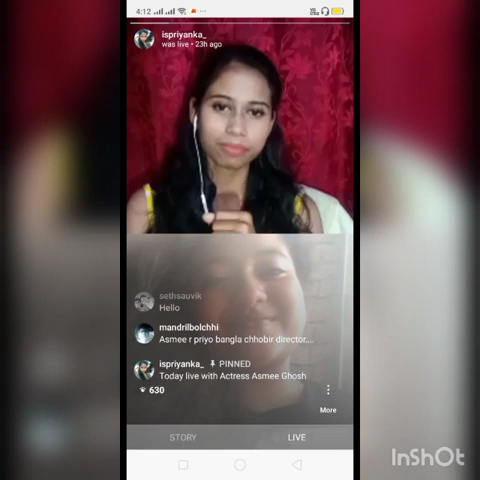 4:12
ispriyanka_
was live • 23h ago
sethsauvik
Hello
mandrilbolchhi
Asmee r priyo bangla chhobir director....
ispriyanka_ PINNED
Today live with Actress Asmee Ghosh
630
More
STORY LIVE
InShOt